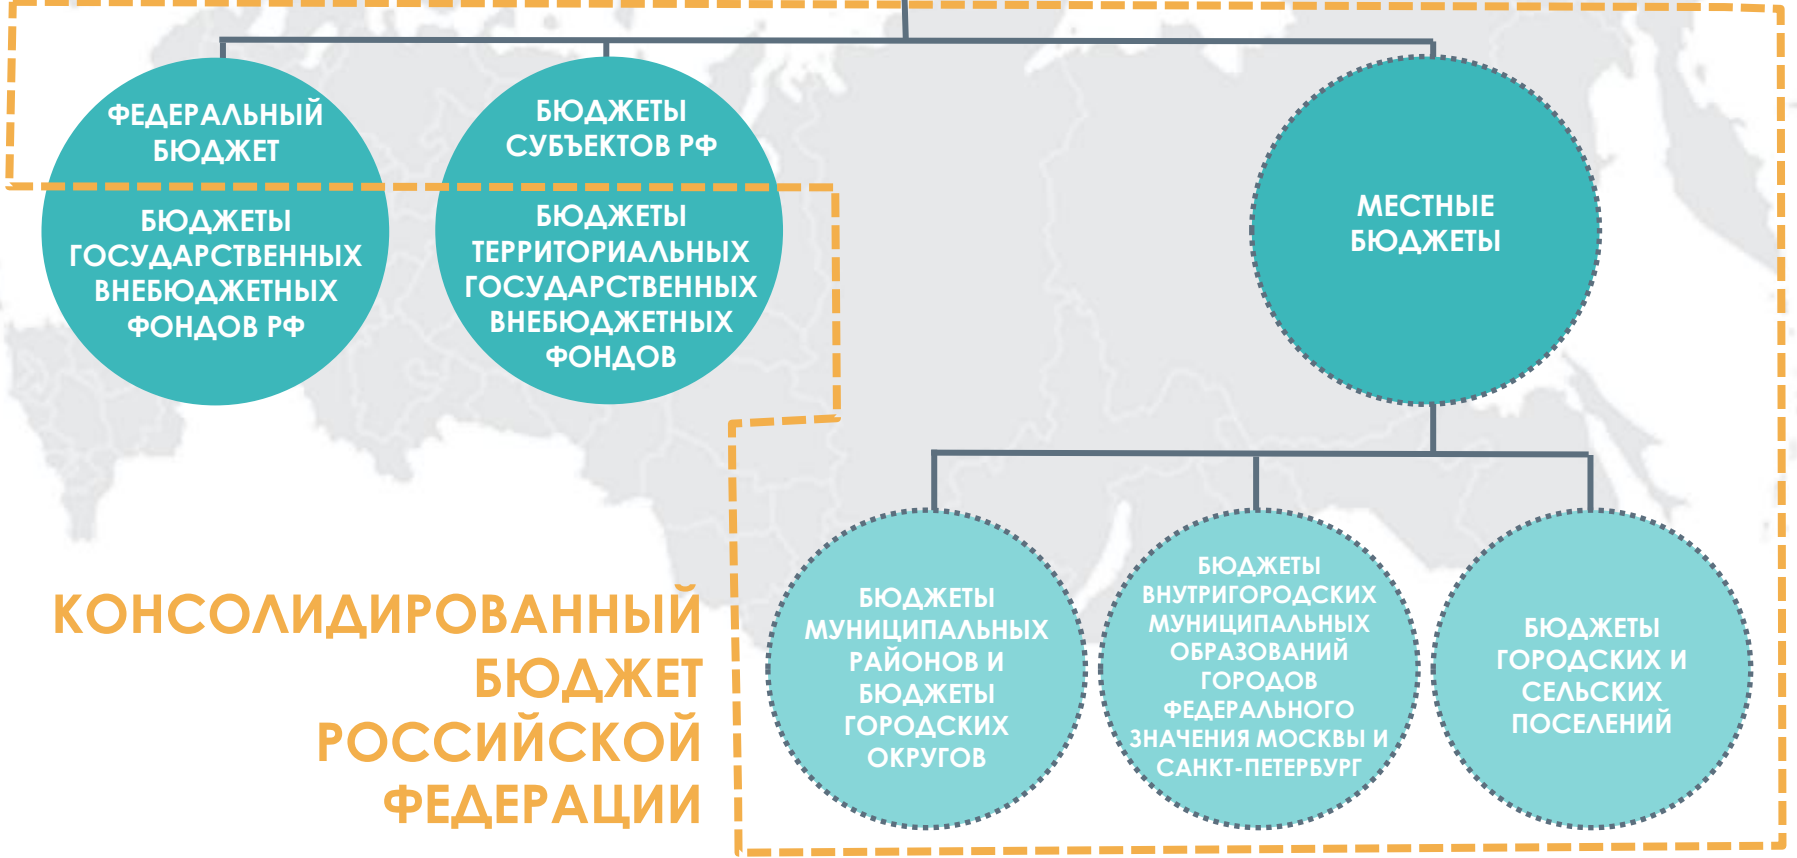 ФЕДЕРАЛЬНЫЙ
БЮДЖЕТ
БЮДЖЕТЫ
ГОСУДАРСТВЕННЫХ
ВНЕБЮДЖЕТНЫХ
ФОНДОВ РФ
БЮДЖЕТЫ
СУБЪЕКТОВ РФ
БЮДЖЕТЫ
ТЕРРИТОРИАЛЬНЫХ
ГОСУДАРСТВЕННЫХ
ВНЕБЮДЖЕТНЫХ
ФОНДОВ
МЕСТНЫЕ
БЮДЖЕТЫ
КОНСОЛИДИРОВАННЫЙ
БЮДЖЕТ
РОССИЙСКОЙ
ФЕДЕРАЦИИ
БЮДЖЕТЫ
МУНИЦИПАЛЬНЫХ
РАЙОНОВ И
БЮДЖЕТЫ
ГОРОДСКИХ
ОКРУГОВ
БЮДЖЕТЫ
ВНУТРИГОРОДСКИХ
МУНИЦИПАЛЬНЫХ
ОБРАЗОВАНИЙ
ГОРОДОВ
ФЕДЕРАЛЬНОГО
ЗНАЧЕНИЯ МОСКВЫ И
САНКТ-ПЕТЕРБУРГ
БЮДЖЕТЫ
ГОРОДСКИХ И
СЕЛЬСКИХ
ПОСЕЛЕНИЙ